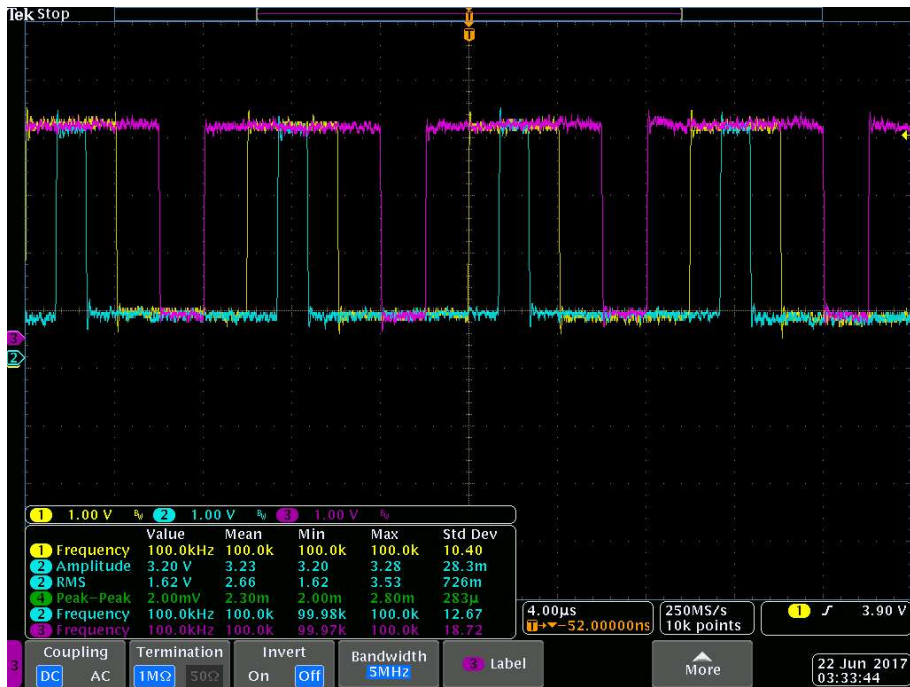 Tek Stop
T
T
3
2
1 1.00 V BW 2 1.00 V BW 3 1.00 V BW
Value Mean Min Max Std Dev
1 Frequency 100.0kHz 100.0k 100.0k 100.0k 10.40
2 Amplitude 3.20 V 3.23 3.20 3.28 28.3m
2 RMS 1.62 V 2.66 1.62 3.53 726m
4 Peak-Peak 2.00mV 2.30m 2.00m 2.80m 283µ
2 Frequency 100.0kHz 100.0k 99.98k 100.0k 12.67
3 Frequency 100.0kHz 100.0k 99.97k 100.0k 18.72
4.00µs
T→▼-52.00000ns
250MS/s
10k points
1 ƒ 3.90 V
3
Coupling
DC AC
Termination
1MΩ 50Ω
Invert
On Off
Bandwidth
5MHz
3 Label
More
22 Jun 2017
03:33:44